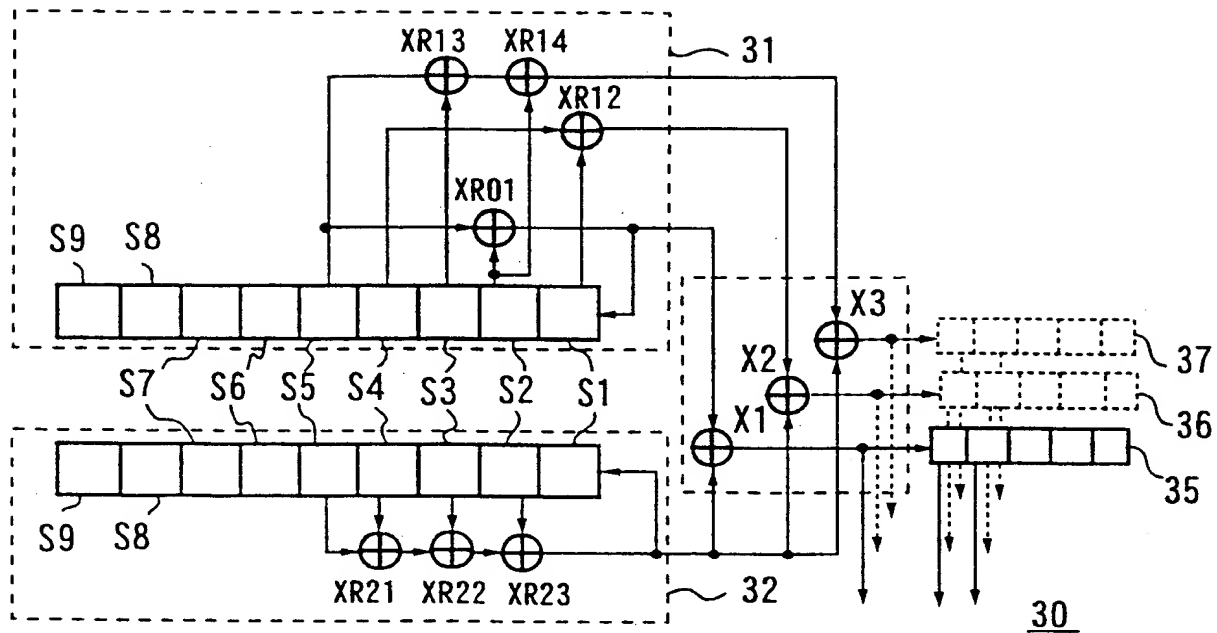 XR13 XR14 31
XR12
XR01
S9 S8
X3
37
S7 S6 S5 S4 S3 S2 S1
X2
36
X1
35
S9 S8
XR21 XR22 XR23 32
30